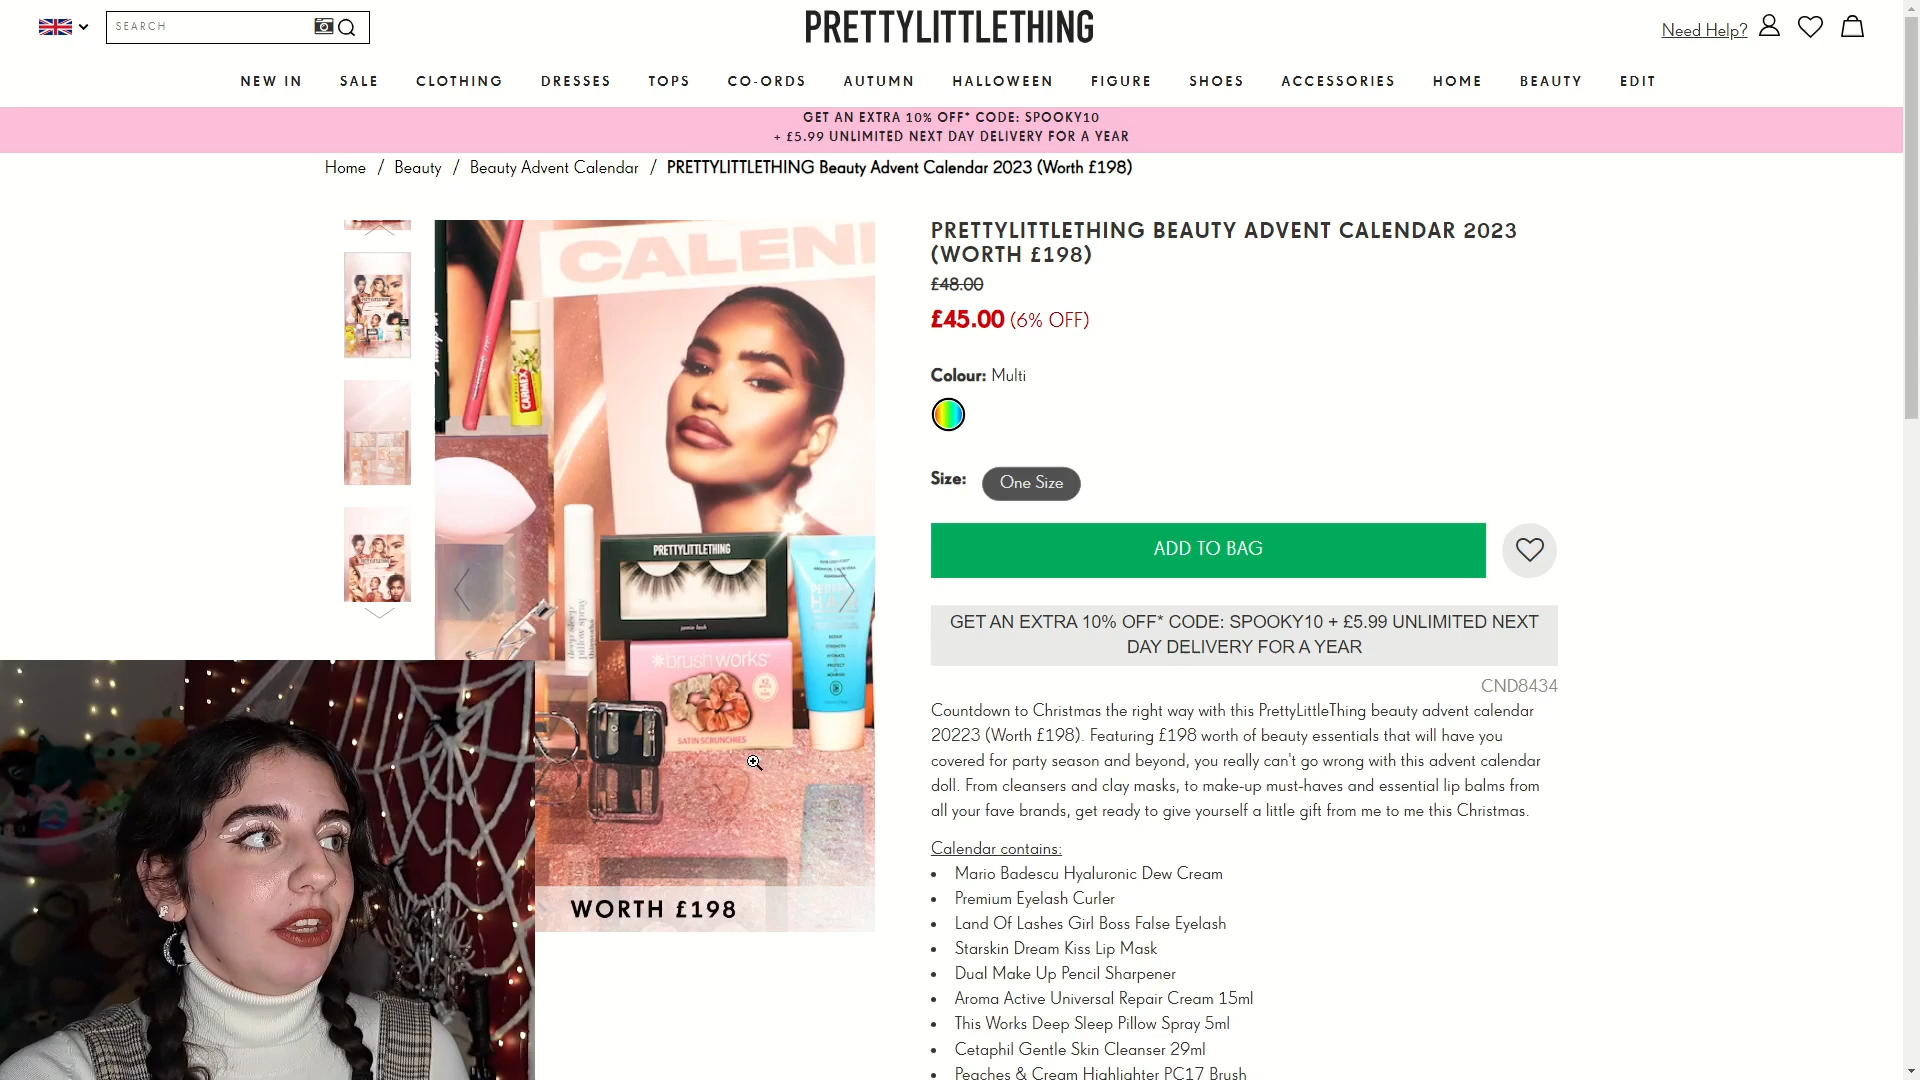 SEARCH
PRETTYLITTLETHING
Need Help?
NEW IN
SALE
CLOTHING
DRESSES
TOPS
CO-ORDS
AUTUMN
HALLOWEEN
FIGURE
SHOES
ACCESSORIES
HOME
BEAUTY
EDIT
GET AN EXTRA 10% OFF* CODE: SPOOKY10
+ £5.99 UNLIMITED NEXT DAY DELIVERY FOR A YEAR
Home / Beauty / Beauty Advent Calendar / PRETTYLITTLETHING Beauty Advent Calendar 2023 (Worth £198)
CALEN
CARMEX
PRETTYLITTLETHING
jamie lash
deep sleep
pillow spray
thisworks
brushworks
SATIN SCRUNCHIES
WORTH £198
PRETTYLITTLETHING BEAUTY ADVENT CALENDAR 2023
(WORTH £198)
£48.00
£45.00 (6% OFF)
Colour: Multi
Size:
One Size
ADD TO BAG
GET AN EXTRA 10% OFF* CODE: SPOOKY10 + £5.99 UNLIMITED NEXT
DAY DELIVERY FOR A YEAR
CND8434
Countdown to Christmas the right way with this PrettyLittleThing beauty advent calendar
20223 (Worth £198). Featuring £198 worth of beauty essentials that will have you
covered for party season and beyond, you really can't go wrong with this advent calendar
doll. From cleansers and clay masks, to make-up must-haves and essential lip balms from
all your fave brands, get ready to give yourself a little gift from me to me this Christmas.
Calendar contains:
Mario Badescu Hyaluronic Dew Cream
Premium Eyelash Curler
Land Of Lashes Girl Boss False Eyelash
Starskin Dream Kiss Lip Mask
Dual Make Up Pencil Sharpener
Aroma Active Universal Repair Cream 15ml
This Works Deep Sleep Pillow Spray 5ml
Cetaphil Gentle Skin Cleanser 29ml
Peaches & Cream Highlighter PC17 Brush